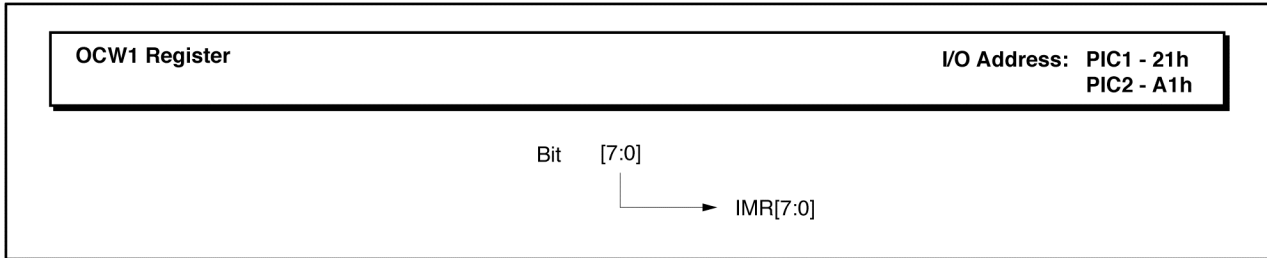 OCW1 Register
I/O Address: PIC1 - 21h
PIC2 - A1h
Bit [7:0]
IMR[7:0]